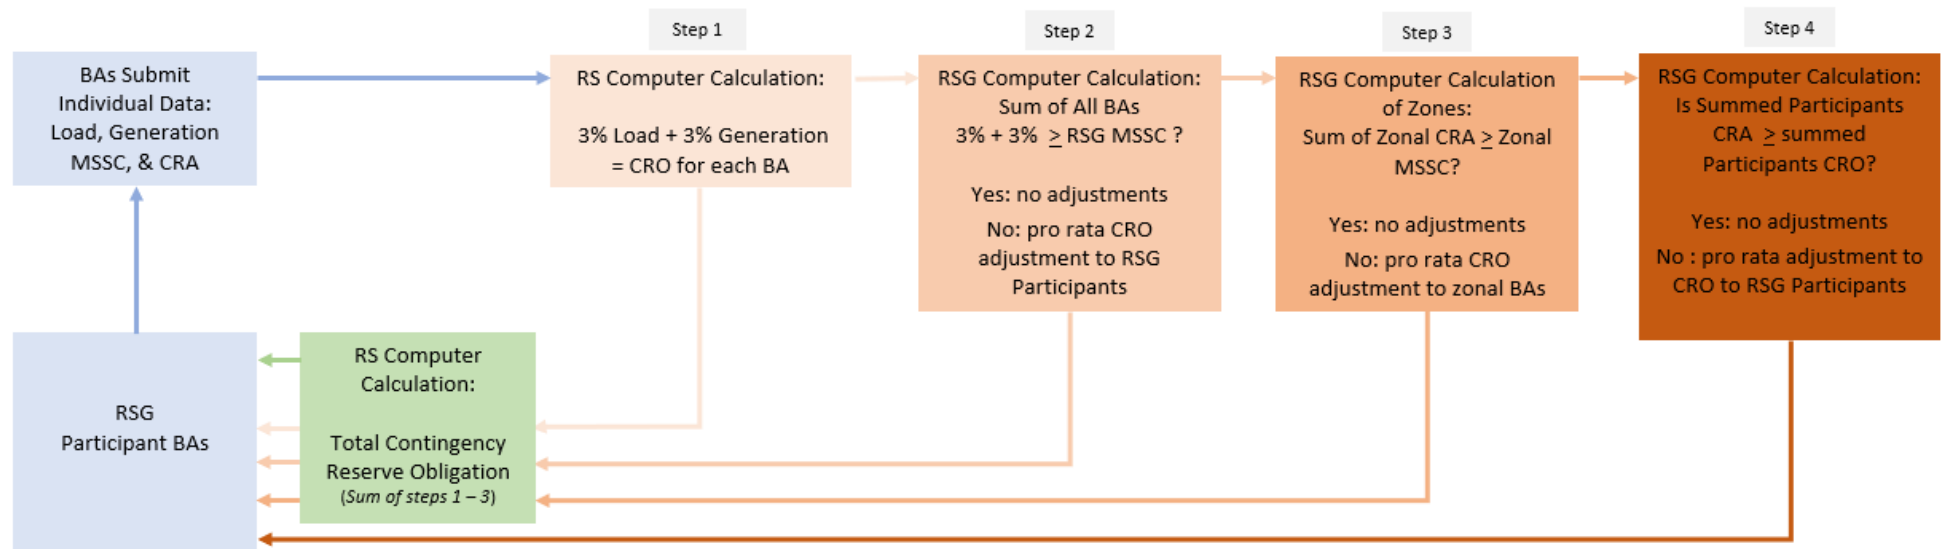 Step 1
Step 2
Step 3
Step 4
BAs Submit
Individual Data:
Load, Generation
MSSC, & CRA
RS Computer Calculation:
3% Load + 3% Generation
= CRO for each BA
RSG Computer Calculation:
Sum of All BAs
3% + 3% ≥ RSG MSSC ?
Yes: no adjustments
No: pro rata CRO
adjustment to RSG
Participants
RSG Computer Calculation
of Zones:
Sum of Zonal CRA ≥ Zonal
MSSC?
Yes: no adjustments
No: pro rata CRO
adjustment to zonal BAs
RSG Computer Calculation:
Is Summed Participants
CRA ≥ summed
Participants CRO?
Yes: no adjustments
No : pro rata adjustment to
CRO to RSG Participants
RSG
Participant BAs
RS Computer
Calculation:
Total Contingency
Reserve Obligation
(Sum of steps 1 – 3)